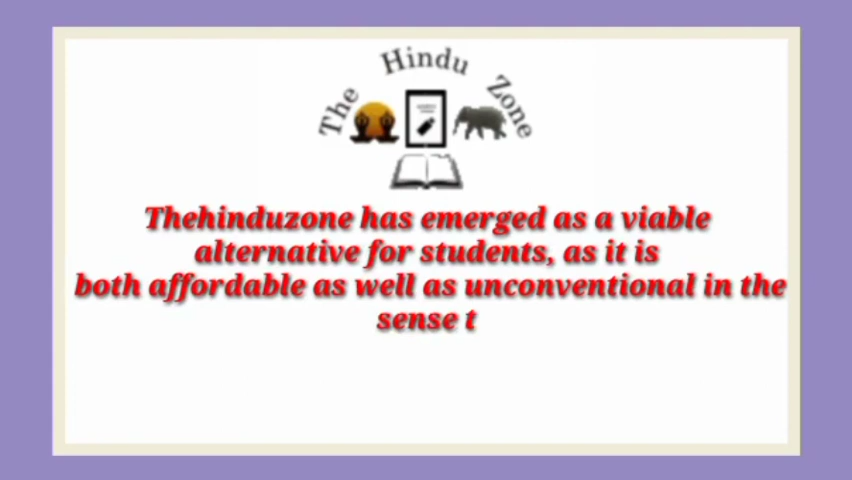 The Hindu Zone
Thehinduzone has emerged as a viable
alternative for students, as it is
both affordable as well as unconventional in the
sense t